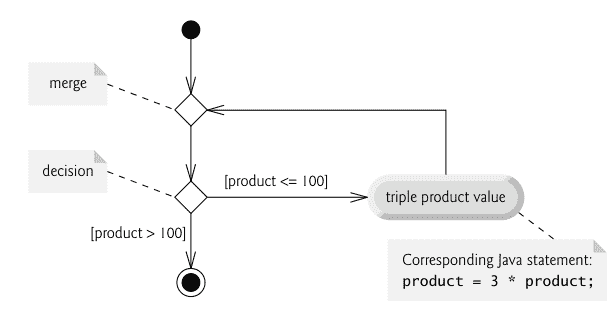 merge
decision
[product <= 100]
triple product value
[product > 100]
Corresponding Java statement:
product = 3 * product;